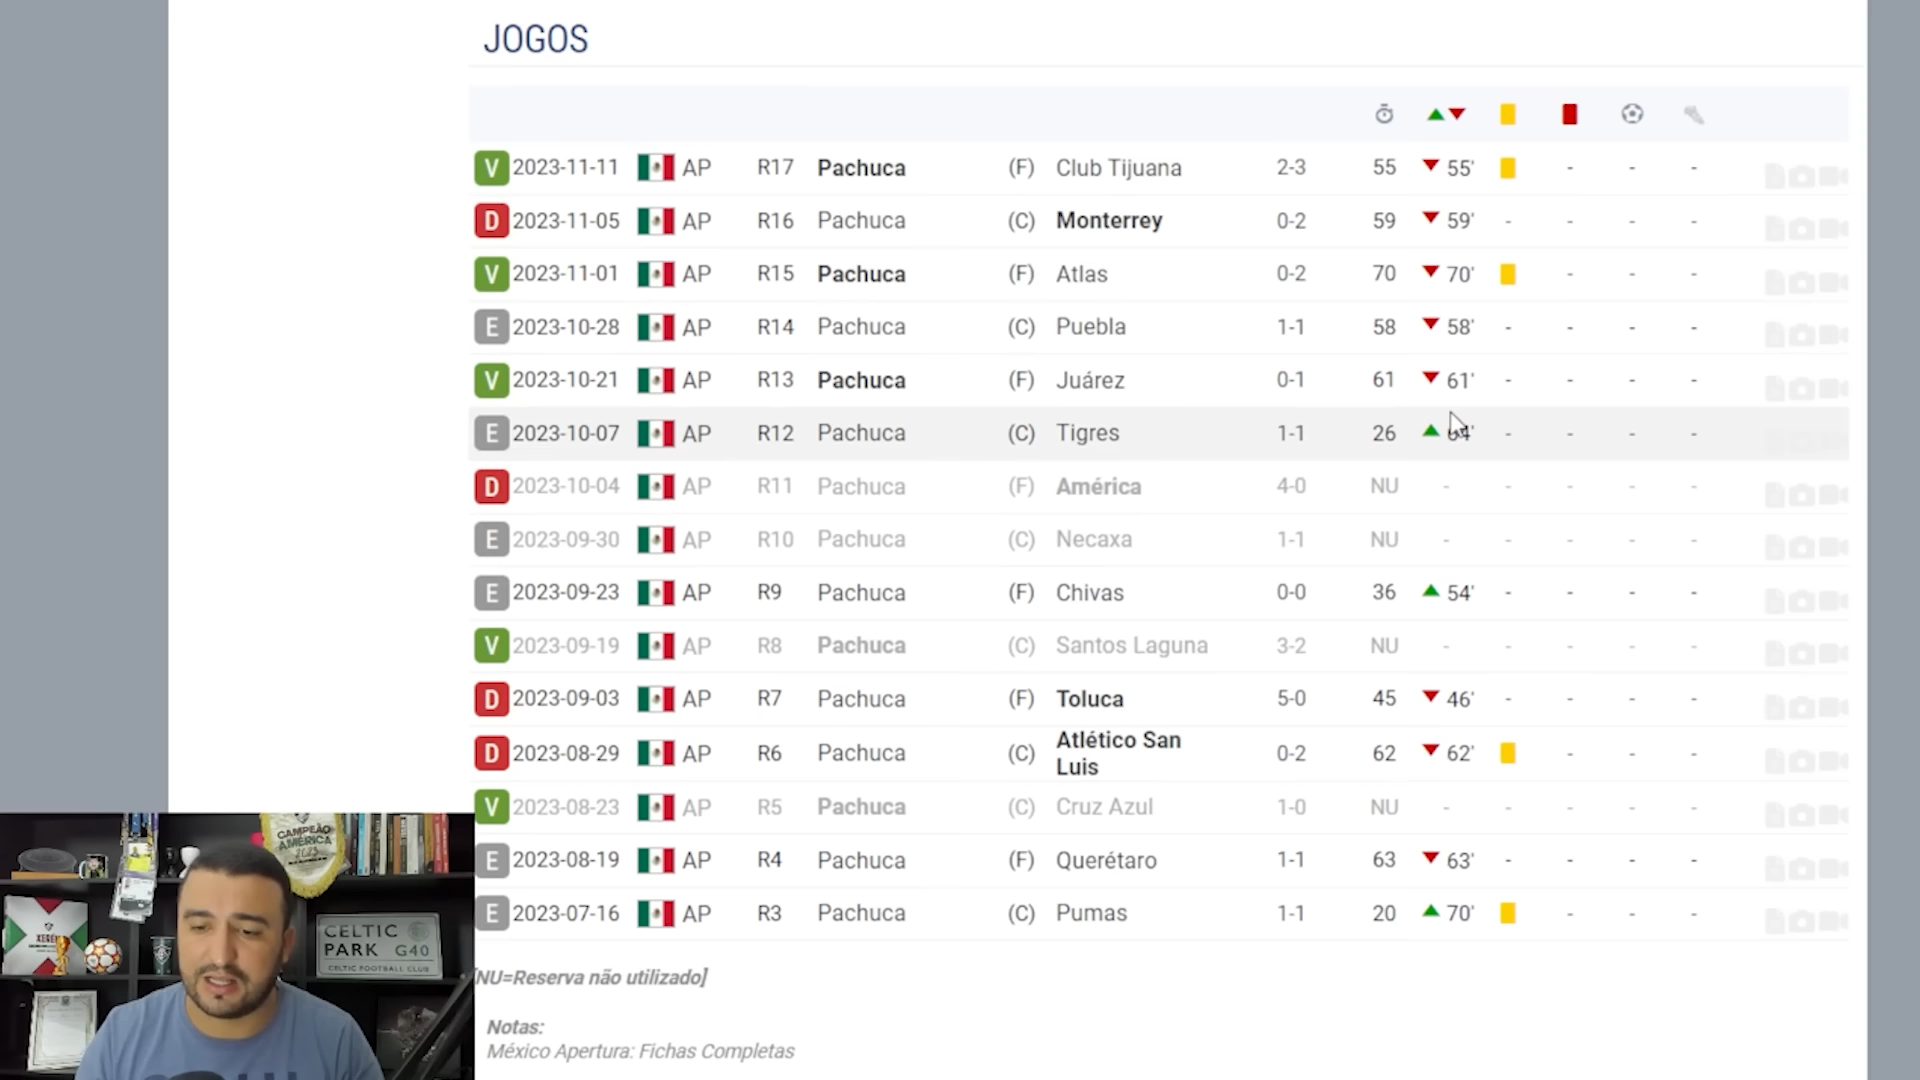 JOGOS
V 2023-11-11 AP R17 Pachuca (F) Club Tijuana 2-3 55 55'
D 2023-11-05 AP R16 Pachuca (C) Monterrey 0-2 59 59' - - - -
V 2023-11-01 AP R15 Pachuca (F) Atlas 0-2 70 70' - - -
E 2023-10-28 AP R14 Pachuca (C) Puebla 1-1 58 58' - - - -
V 2023-10-21 AP R13 Pachuca (F) Juárez 0-1 61 61' - - - -
E 2023-10-07 AP R12 Pachuca (C) Tigres 1-1 26 - - - -
D 2023-10-04 AP R11 Pachuca (F) América 4-0 NU - - - - -
E 2023-09-30 AP R10 Pachuca (C) Necaxa 1-1 NU - - - - -
E 2023-09-23 AP R9 Pachuca (F) Chivas 0-0 36 54' - - - -
V 2023-09-19 AP R8 Pachuca (C) Santos Laguna 3-2 NU - - - - -
D 2023-09-03 AP R7 Pachuca (F) Toluca 5-0 45 46' - - - -
D 2023-08-29 AP R6 Pachuca (C) Atlético San Luis 0-2 62 62' - - -
V 2023-08-23 AP R5 Pachuca (C) Cruz Azul 1-0 NU - - - - -
E 2023-08-19 AP R4 Pachuca (F) Querétaro 1-1 63 63' - - - -
E 2023-07-16 AP R3 Pachuca (C) Pumas 1-1 20 70' - - -
NU=Reserva não utilizado]
Notas:
México Apertura: Fichas Completas
CAMPEÃO
AMÉRICA
2023
CELTIC
PARK G40
CELTIC FOOTBALL CLUB